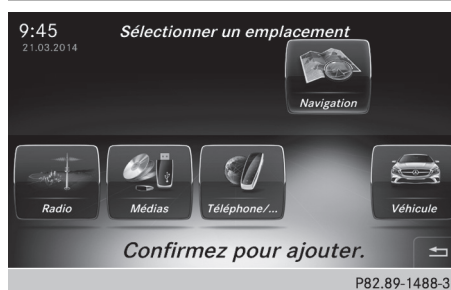 9:45
21.03.2014
Sélectionner un emplacement
Navigation
Radio
Médias
Téléphone/...
Véhicule
Confirmez pour ajouter.
P82.89-1488-3